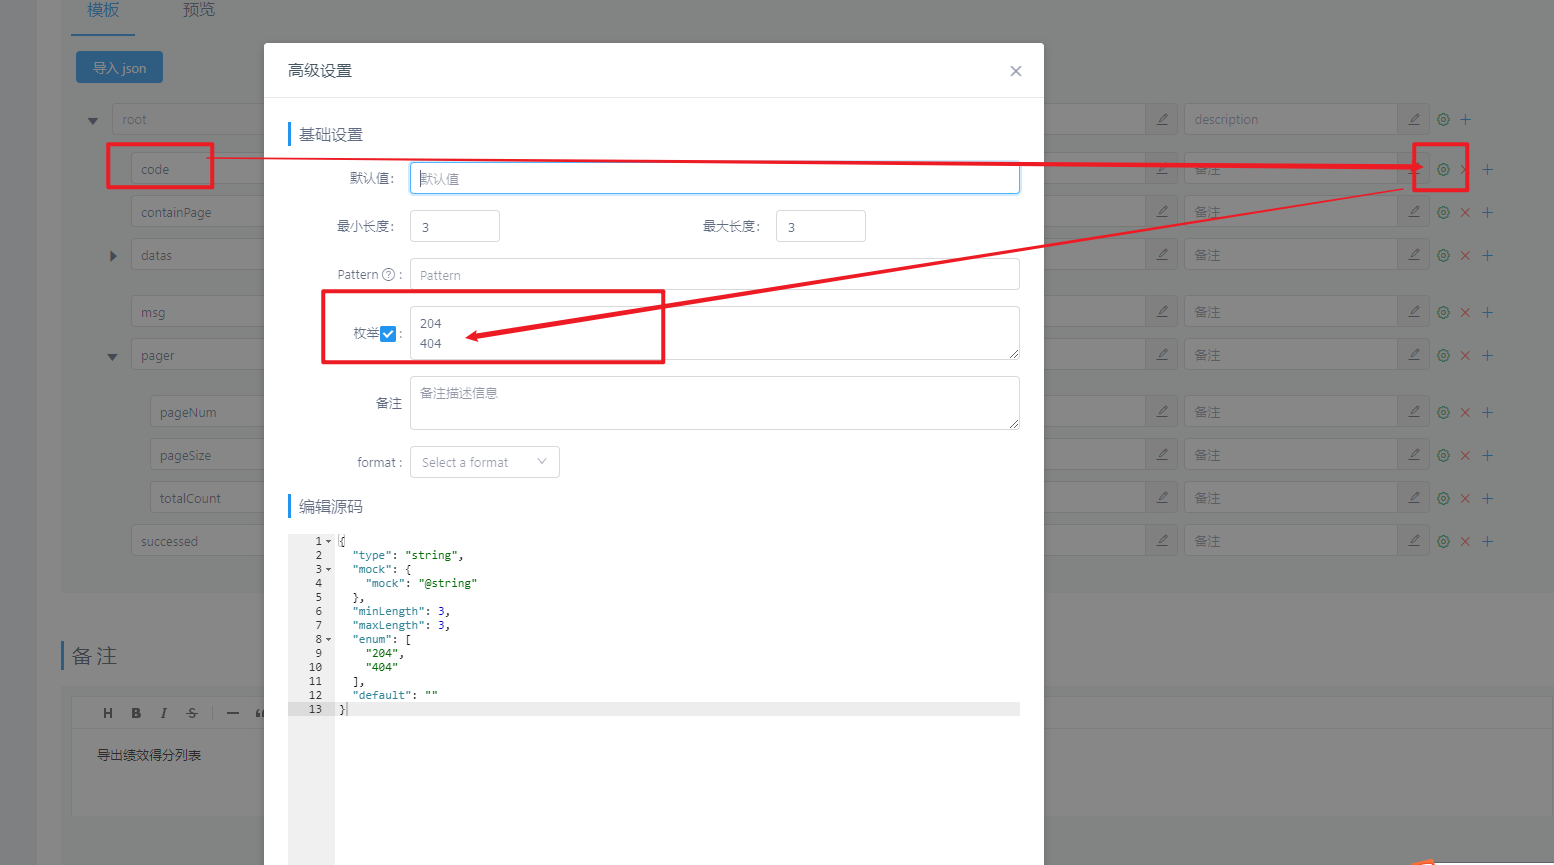 模板 预览
导入 json
高级设置
root
description
基础设置
code
默认值:
默认值
备注
containPage
最小长度:
3
最大长度:
3
备注
datas
Pattern ? :
Pattern
备注
msg
枚举 :
204
404
备注
pager
备注
备注
备注描述信息
pageNum
备注
pageSize
format :
Select a format
备注
totalCount
编辑源码
备注
successed
备注
1 {
2 "type": "string",
3 "mock": {
4 "mock": "@string"
5 },
6 "minLength": 3,
7 "maxLength": 3,
8 "enum": [
9 "204",
10 "404"
11 ],
12 "default": ""
13 }
备注
H B I S — “
导出绩效得分列表